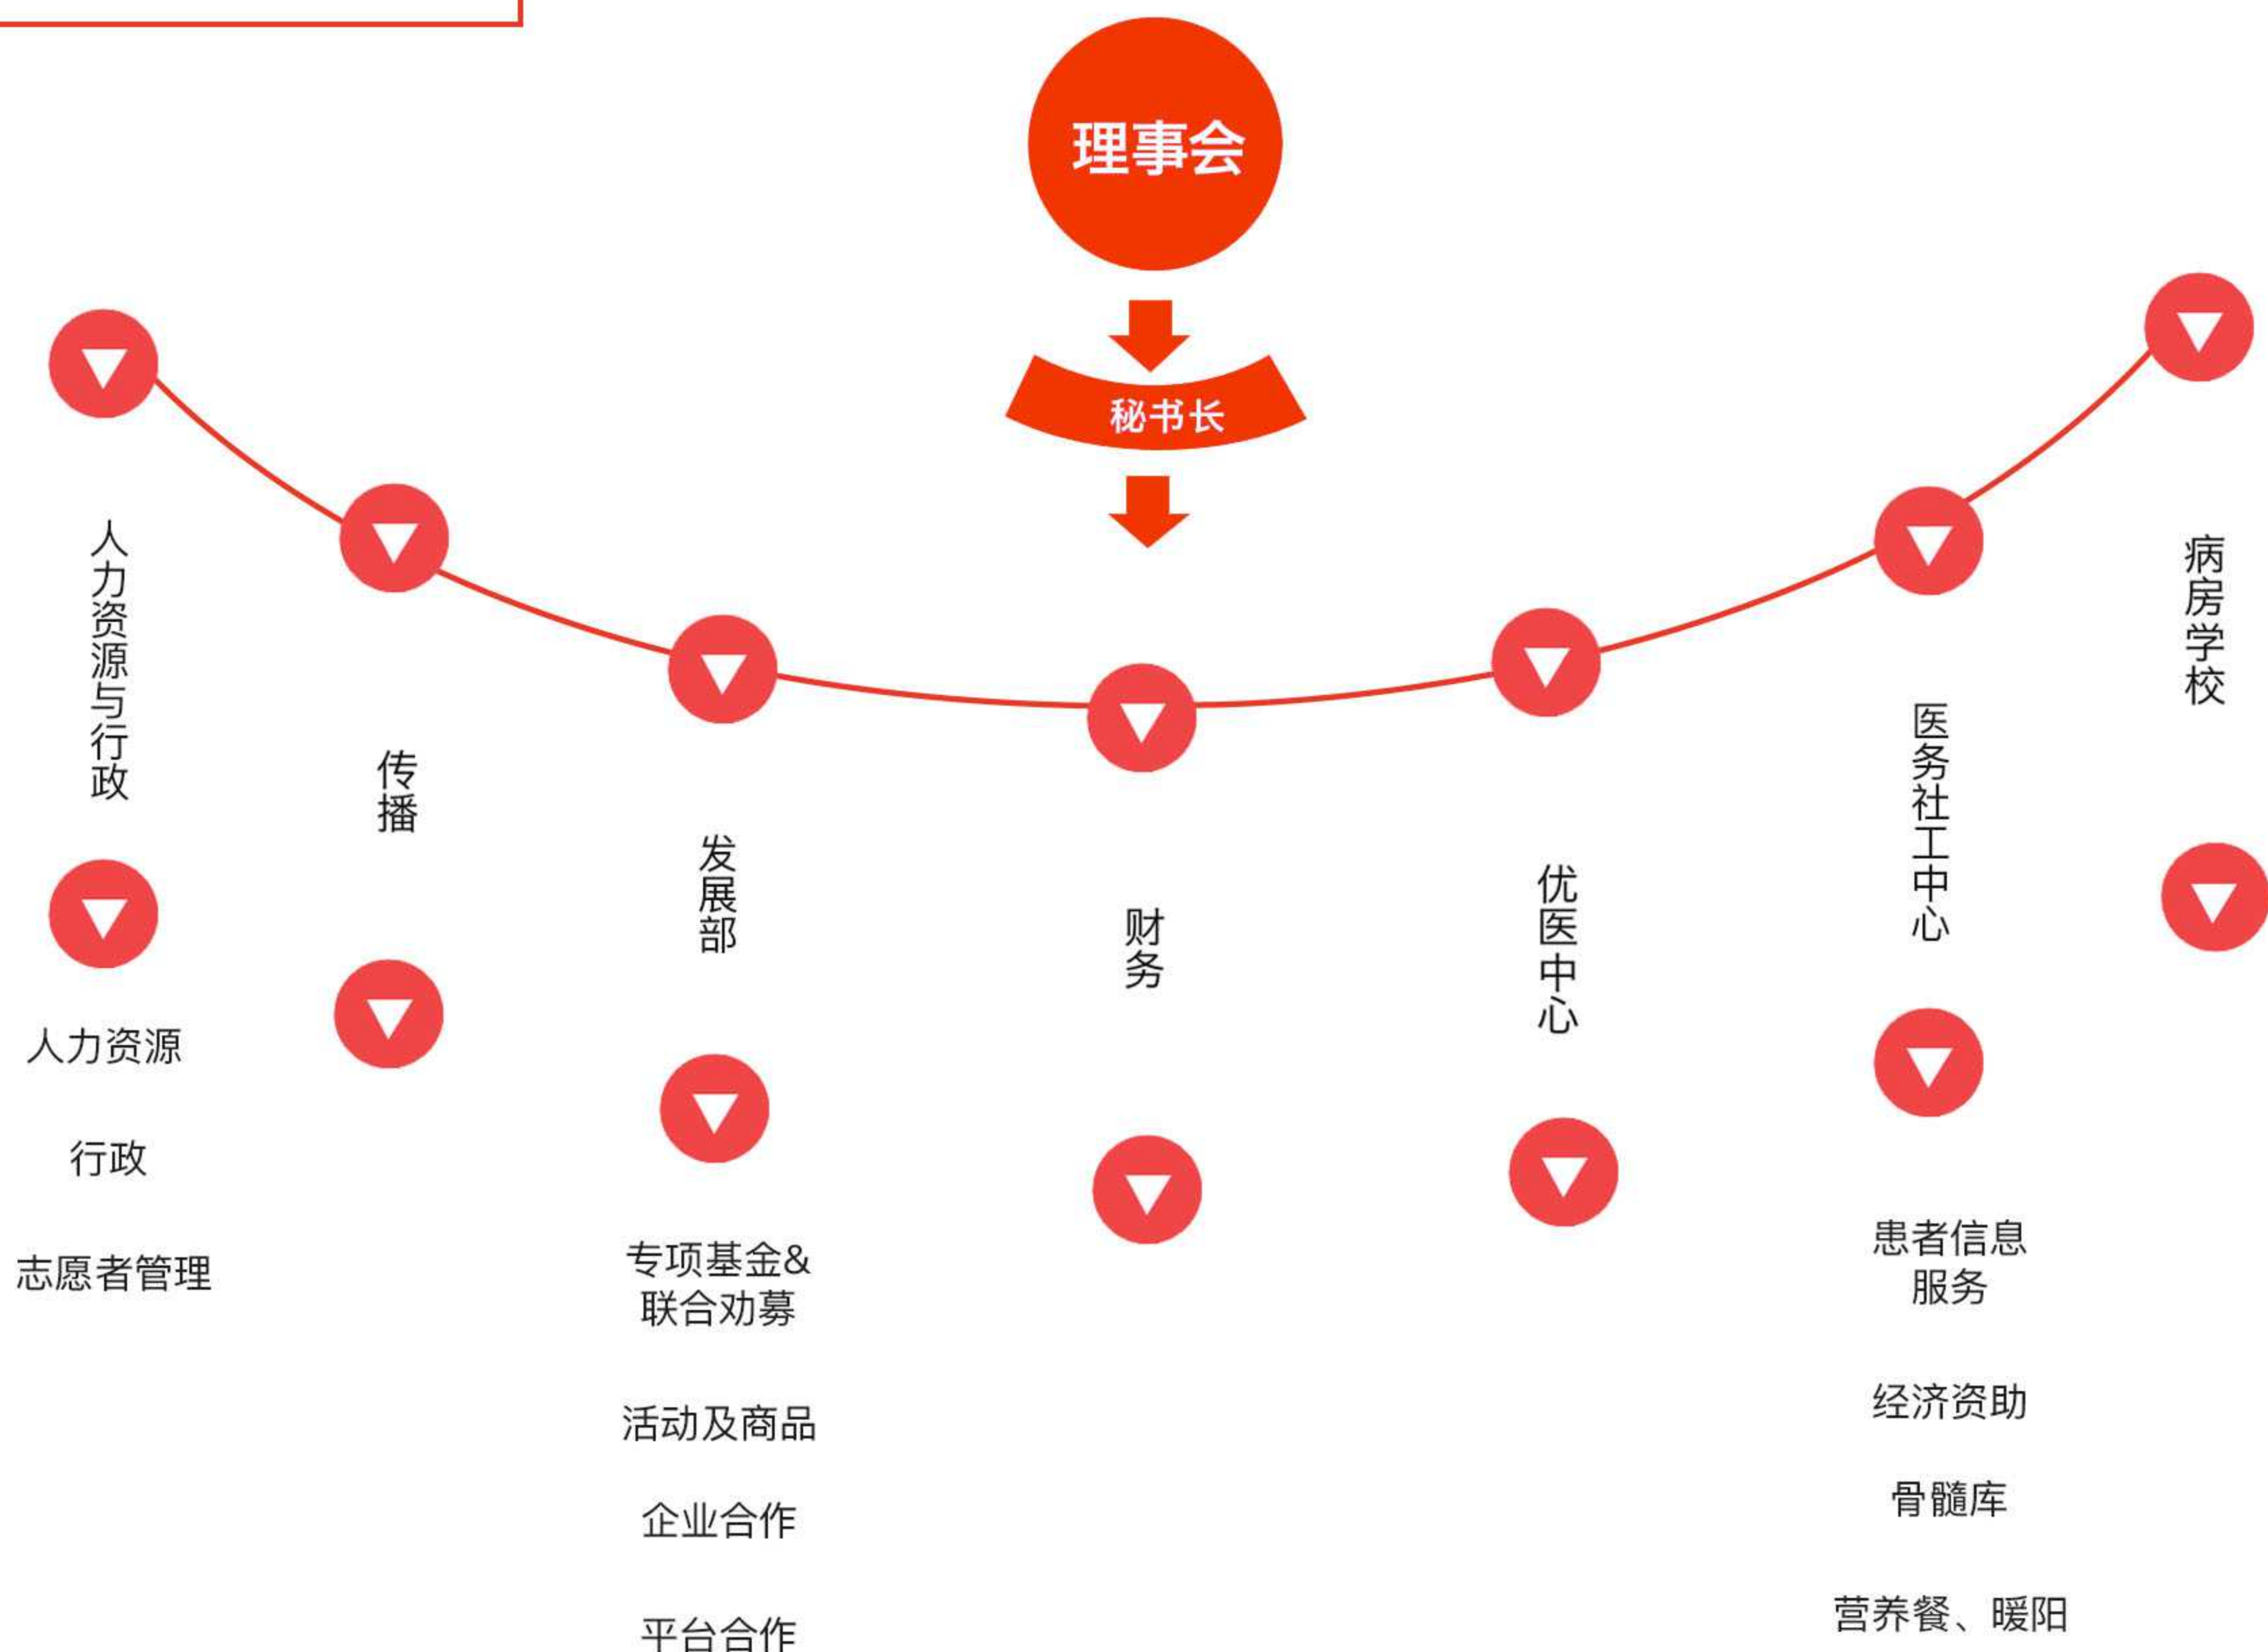 理事会
秘书长
人力资源与行政
人力资源
行政
志愿者管理
传播
发展部
专项基金&
联合劝募
活动及商品
企业合作
平台合作
财务
优医中心
医务社工中心
患者信息
服务
经济资助
骨髓库
营养餐、暖阳
病房学校